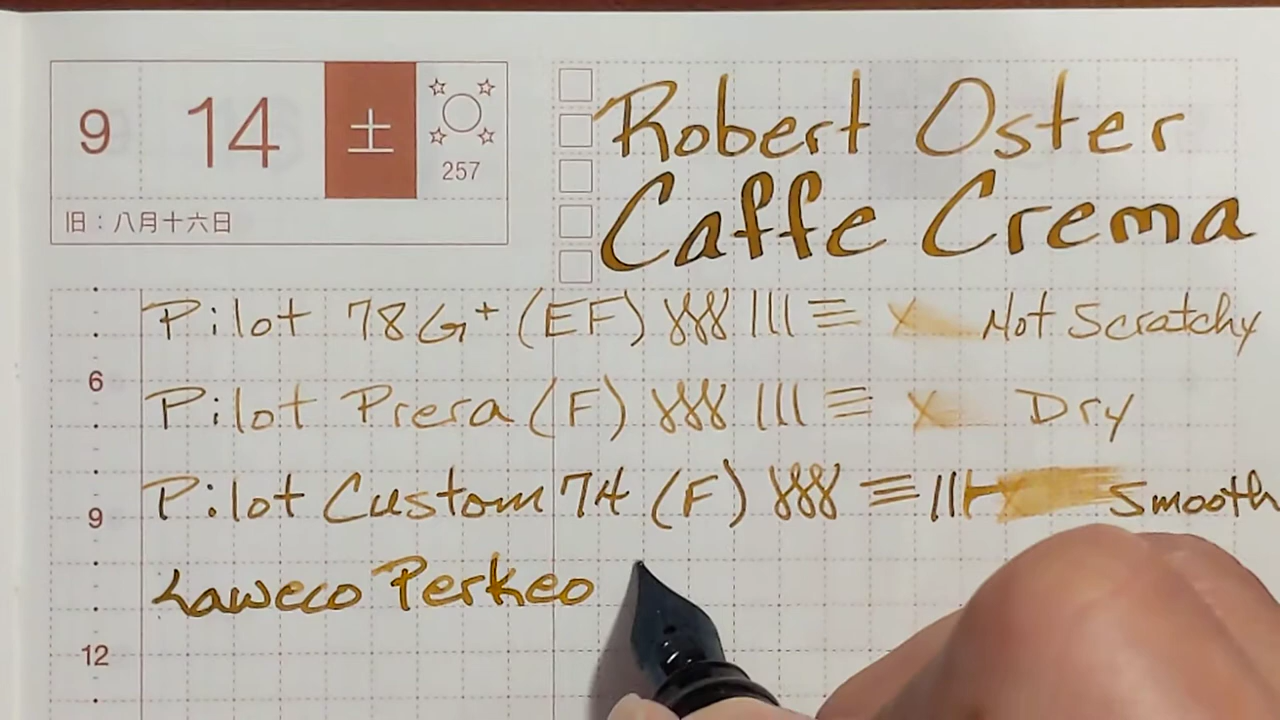 9 14 土
257
旧：八月十六日
Robert Oster
Caffe Crema
Pilot 78G+ (EF) Not Scratchy
6
Pilot Prera (F) Dry
Pilot Custom 74 (F) Smooth
9
Kaweco Perkeo
12